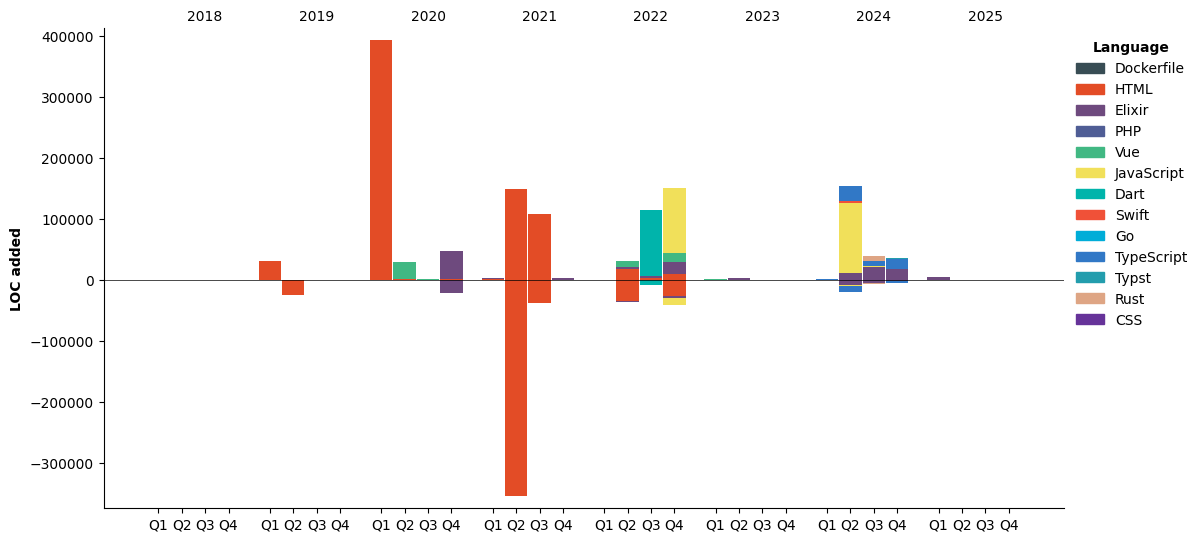 2018 2019 2020 2021 2022 2023 2024 2025
400000
300000
200000
100000
0
−100000
−200000
−300000
LOC added
Q1 Q2 Q3 Q4 Q1 Q2 Q3 Q4 Q1 Q2 Q3 Q4 Q1 Q2 Q3 Q4 Q1 Q2 Q3 Q4 Q1 Q2 Q3 Q4 Q1 Q2 Q3 Q4 Q1 Q2 Q3 Q4
Language
Dockerfile
HTML
Elixir
PHP
Vue
JavaScript
Dart
Swift
Go
TypeScript
Typst
Rust
CSS